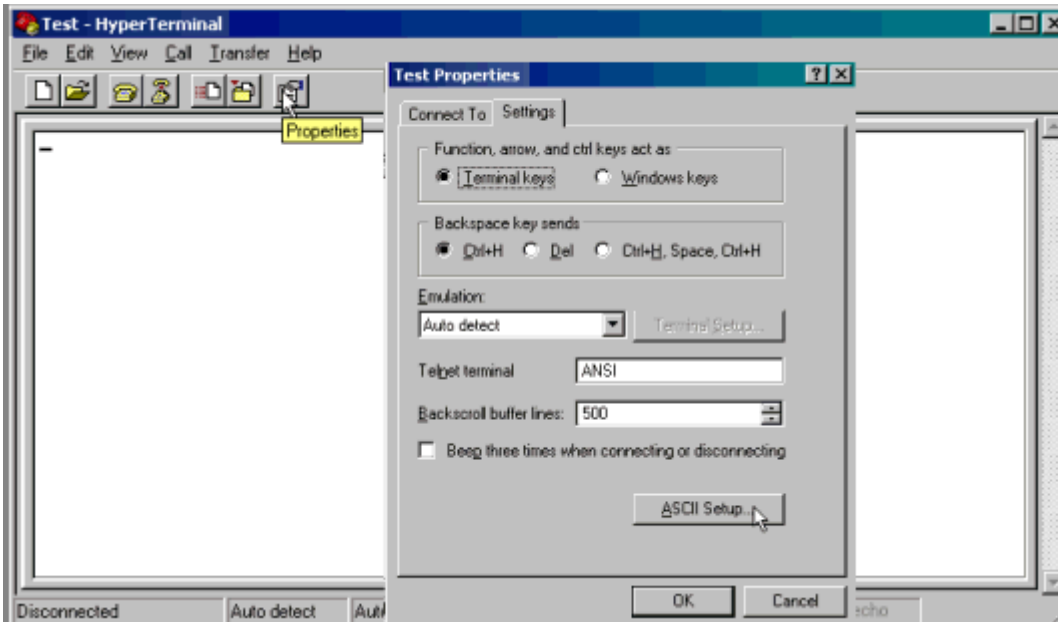 Test - HyperTerminal
File Edit View Call Transfer Help
Properties
Test Properties
Connect To Settings
Function, arrow, and ctrl keys act as
Terminal keys Windows keys
Backspace key sends
Ctrl+H Del Ctrl+H, Space, Ctrl+H
Emulation:
Auto detect Terminal Setup...
Telnet terminal ANSI
Backscroll buffer lines: 500
Beep three times when connecting or disconnecting
ASCII Setup...
OK Cancel
Disconnected Auto detect echo